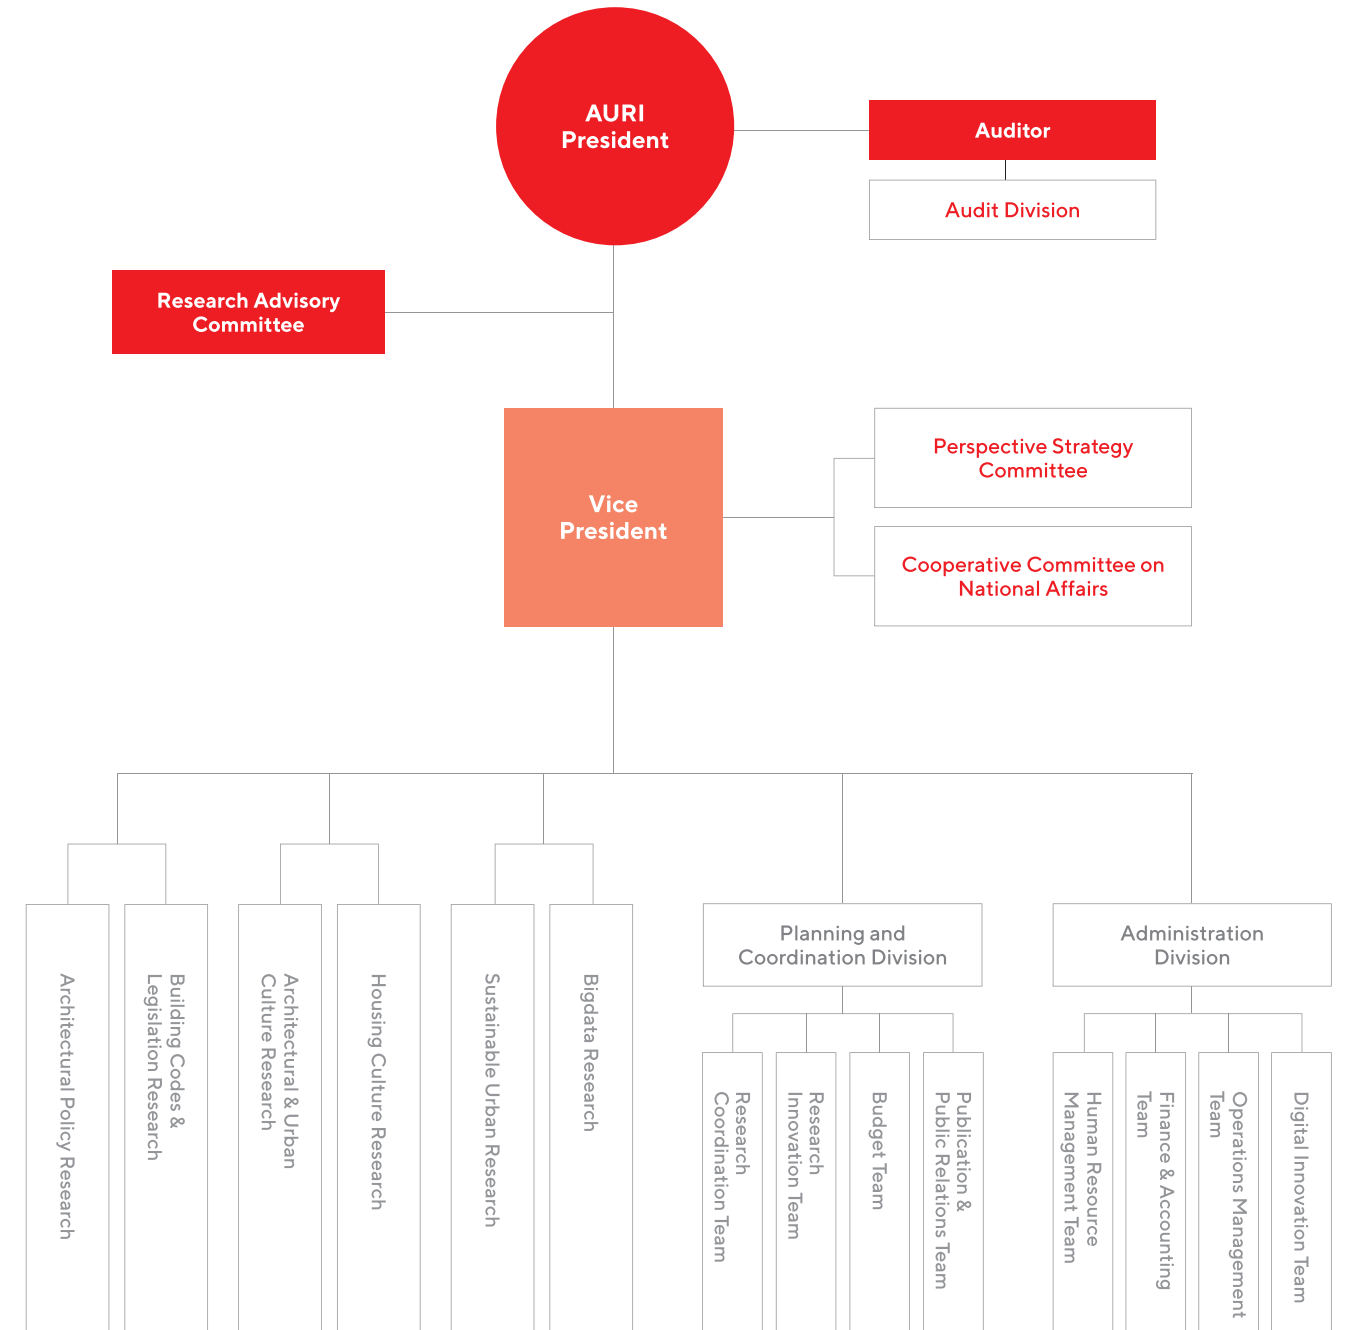 AURI
President
Auditor
Audit Division
Research Advisory
Committee
Vice
President
Perspective Strategy
Committee
Cooperative Committee on
National Affairs
Architectural Policy Research
Building Codes &
Legislation Research
Architectural & Urban
Culture Research
Housing Culture Research
Sustainable Urban Research
Bigdata Research
Planning and
Coordination Division
Research
Coordination Team
Research
Innovation Team
Budget Team
Publication &
Public Relations Team
Administration
Division
Human Resource
Management Team
Finance & Accounting
Team
Operations Management
Team
Digital Innovation Team